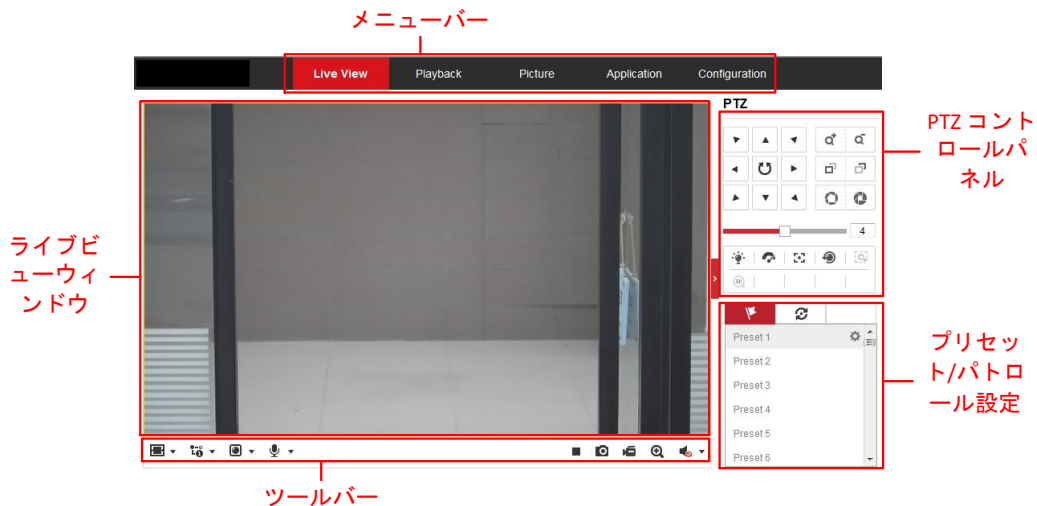 メニューバー
Live View Playback Picture Application Configuration
PTZ
PTZ コント
ロールパ
ネル
4
ライブビ
ューウィ
ンドウ
3D
Preset 1
Preset 2
Preset 3
Preset 4
Preset 5
Preset 6
プリセッ
ト/パトロ
ール設定
ツールバー